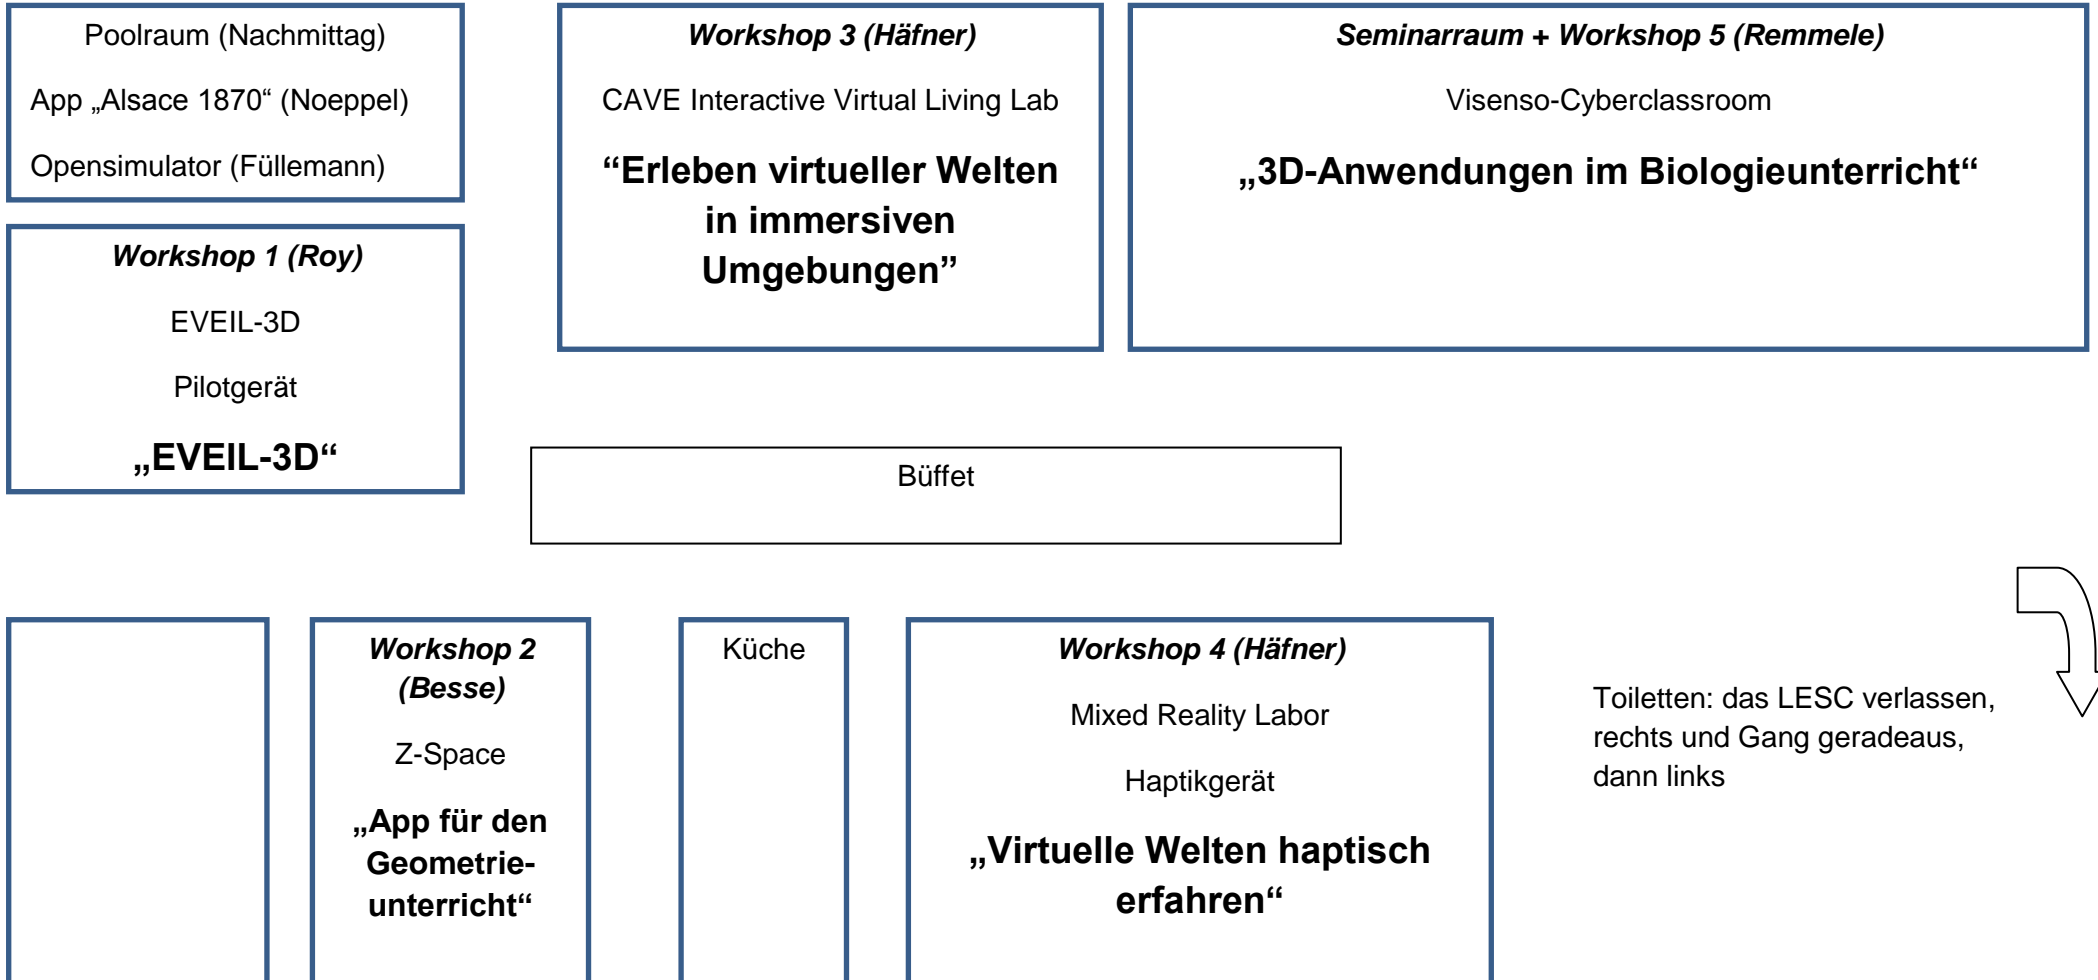 Poolraum (Nachmittag)
App „Alsace 1870“ (Noeppel)
Opensimulator (Füllemann)
Workshop 1 (Roy)
EVEIL-3D
Pilotgerät
„EVEIL-3D“
Workshop 3 (Häfner)
CAVE Interactive Virtual Living Lab
“Erleben virtueller Welten
in immersiven
Umgebungen”
Seminarraum + Workshop 5 (Remmele)
Visenso-Cyberclassroom
„3D-Anwendungen im Biologieunterricht“
Büffet
Workshop 2
(Besse)
Z-Space
„App für den
Geometrie-
unterricht“
Küche
Workshop 4 (Häfner)
Mixed Reality Labor
Haptikgerät
„Virtuelle Welten haptisch
erfahren“
Toiletten: das LESC verlassen,
rechts und Gang geradeaus,
dann links